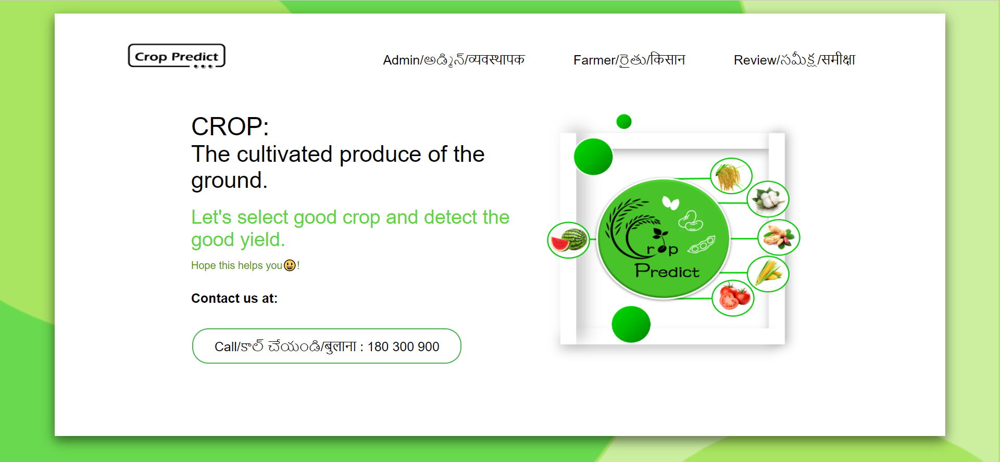 Crop Predict
Admin/అడ్మిన్/व्यवस्थापक
Farmer/రైతు/किसान
Review/సమీక్ష/समीक्षा
CROP:
The cultivated produce of the
ground.
Let's select good crop and detect the
good yield.
Hope this helps you😃!
Contact us at:
Call/కాల్ చేయండి/बुलाना : 180 300 900
Crop
Predict